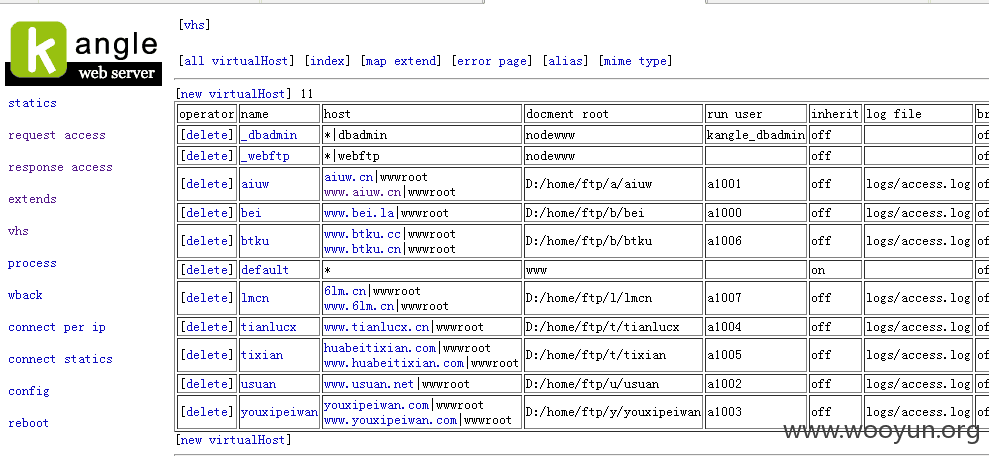 [vhs]
k angle
web server
[all virtualHost] [index] [map extend] [error page] [alias] [mime type]
statics
request access
response access
extends
vhs
process
wback
connect per ip
connect statics
config
reboot
[new virtualHost] 11
operator name host docment root run user inherit log file br
[delete] _dbadmin *|dbadmin nodewww kangle_dbadmin off of
[delete] _webftp *|webftp nodewww off of
[delete] aiuw aiuw.cn|wwwroot D:/home/ftp/a/aiuw a1001 off logs/access.log of
www.aiuw.cn|wwwroot
[delete] bei www.bei.la|wwwroot D:/home/ftp/b/bei a1000 off logs/access.log of
[delete] btku www.btku.cc|wwwroot D:/home/ftp/b/btku a1006 off logs/access.log of
www.btku.cn|wwwroot
[delete] default * www on of
[delete] lmcn 6lm.cn|wwwroot D:/home/ftp/l/lmcn a1007 off logs/access.log of
www.6lm.cn|wwwroot
[delete] tianlucx www.tianlucx.cn|wwwroot D:/home/ftp/t/tianlucx a1004 off logs/access.log of
[delete] tixian huabeitixian.com|wwwroot D:/home/ftp/t/tixian a1005 off logs/access.log of
www.huabeitixian.com|wwwroot
[delete] usuan www.usuan.net|wwwroot D:/home/ftp/u/usuan a1002 off logs/access.log of
[delete] youxipeiwan youxipeiwan.com|wwwroot D:/home/ftp/y/youxipeiwan a1003 off logs/access.log of
www.youxipeiwan.com|wwwroot
[new virtualHost]
www.wooyun.org